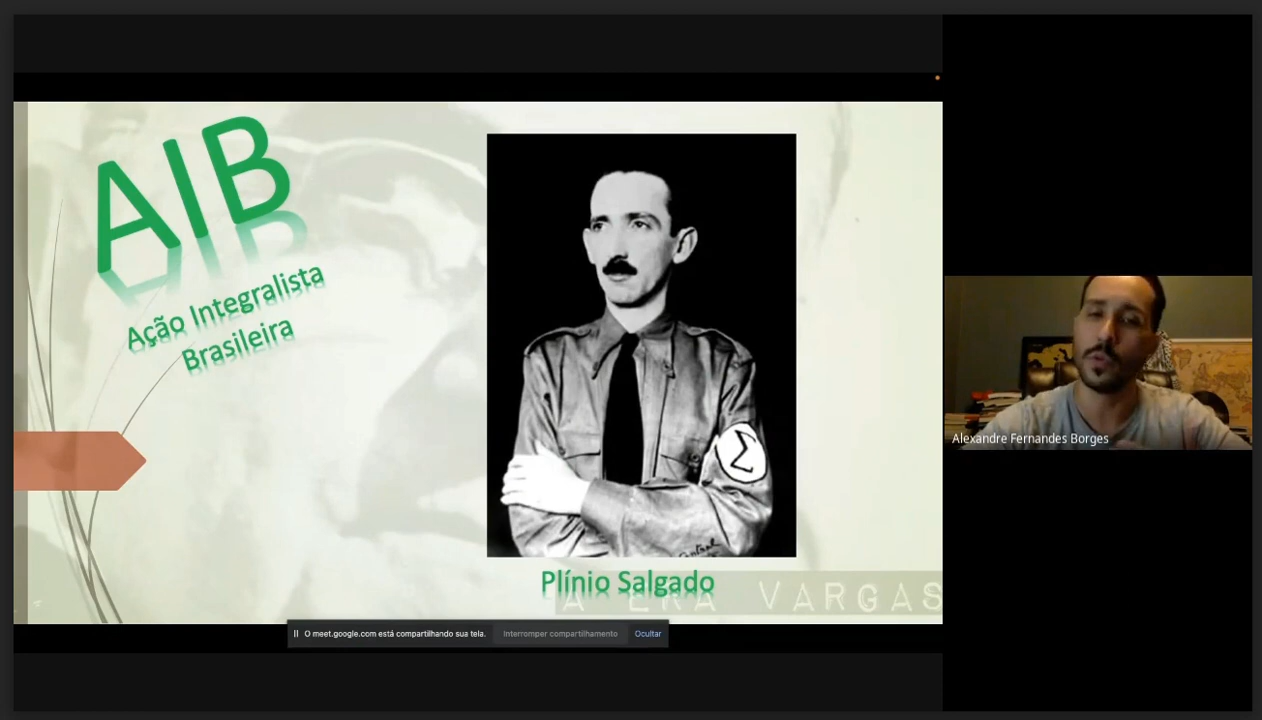 AIB
Ação Integralista
Brasileira
Σ
Plínio Salgado
A ERA VARGAS
O meet.google.com está compartilhando sua tela.
Interromper compartilhamento
Ocultar
Alexandre Fernandes Borges